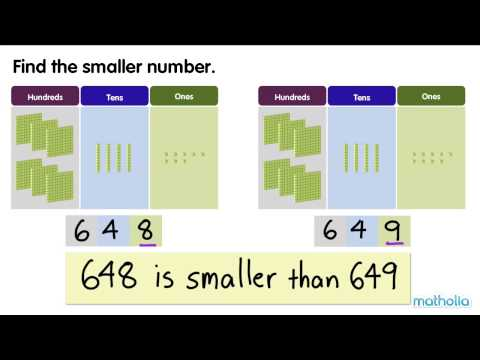 Find the smaller number.
Hundreds Tens Ones
Hundreds Tens Ones
6 4 8
6 4 9
648 is smaller than 649
matholia